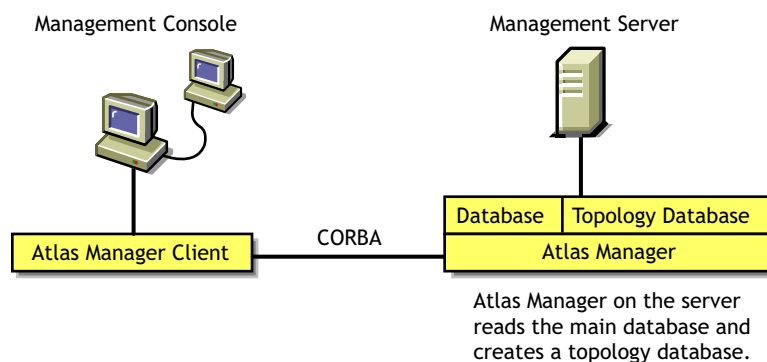 Management Console
Management Server
Database
Topology Database
Atlas Manager Client
CORBA
Atlas Manager
Atlas Manager on the server
reads the main database and
creates a topology database.